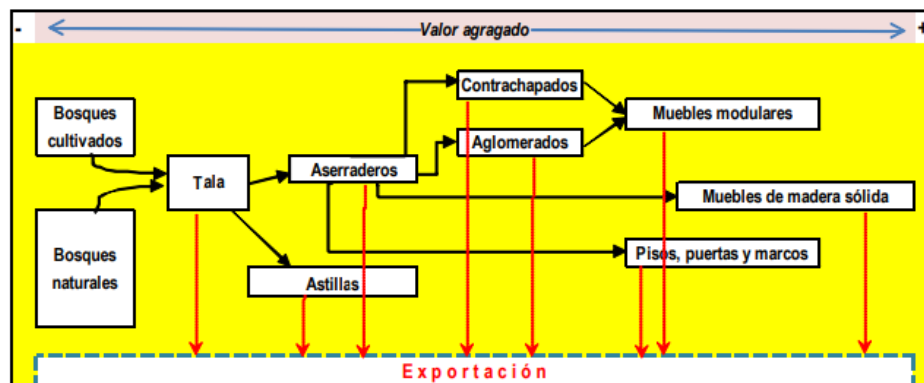 - Valor agragado +
Contrachapados
Bosques
cultivados
Muebles modulares
Aglomerados
Aserraderos
Tala
Muebles de madera sólida
Bosques
naturales
Pisos, puertas y marcos
Astillas
Exportación